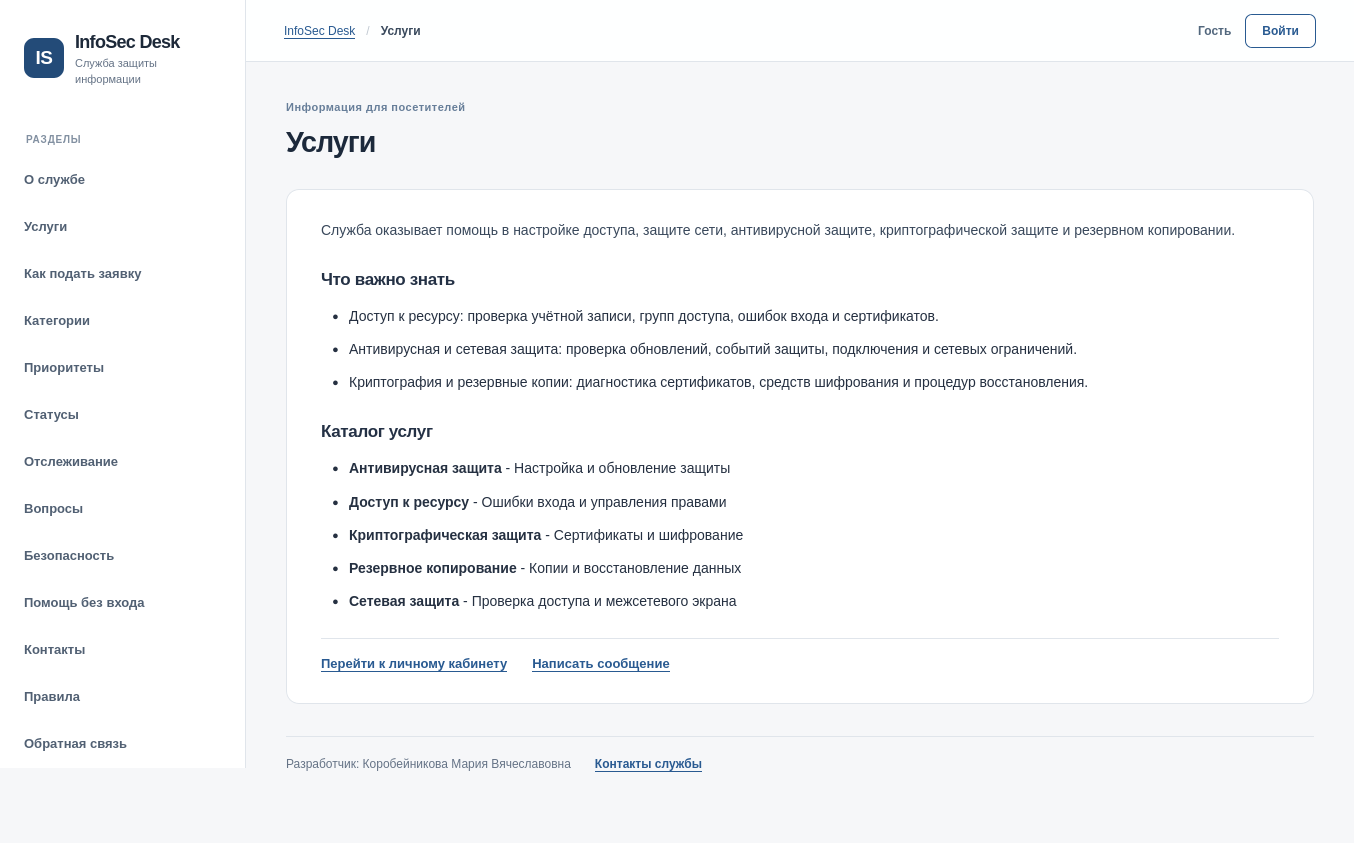 IS
InfoSec Desk
Служба защиты
информации
РАЗДЕЛЫ
О службе
Услуги
Как подать заявку
Категории
Приоритеты
Статусы
Отслеживание
Вопросы
Безопасность
Помощь без входа
Контакты
Правила
Обратная связь
InfoSec Desk / Услуги
Гость
Войти
Информация для посетителей
Услуги
Служба оказывает помощь в настройке доступа, защите сети, антивирусной защите, криптографической защите и резервном копировании.
Что важно знать
• Доступ к ресурсу: проверка учётной записи, групп доступа, ошибок входа и сертификатов.
• Антивирусная и сетевая защита: проверка обновлений, событий защиты, подключения и сетевых ограничений.
• Криптография и резервные копии: диагностика сертификатов, средств шифрования и процедур восстановления.
Каталог услуг
• Антивирусная защита - Настройка и обновление защиты
• Доступ к ресурсу - Ошибки входа и управления правами
• Криптографическая защита - Сертификаты и шифрование
• Резервное копирование - Копии и восстановление данных
• Сетевая защита - Проверка доступа и межсетевого экрана
Перейти к личному кабинету Написать сообщение
Разработчик: Коробейникова Мария Вячеславовна Контакты службы